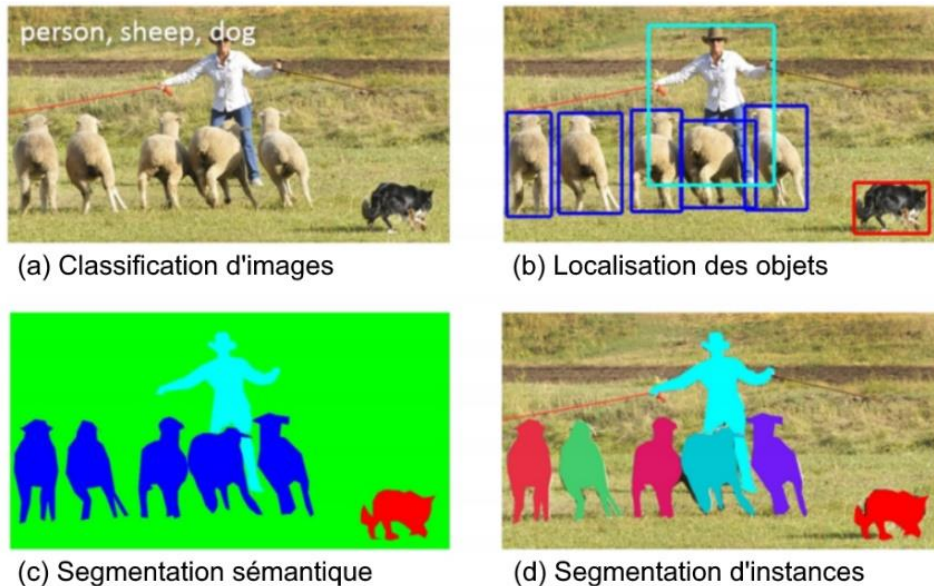 person, sheep, dog
(a) Classification d'images
(b) Localisation des objets
(c) Segmentation sémantique
(d) Segmentation d'instances